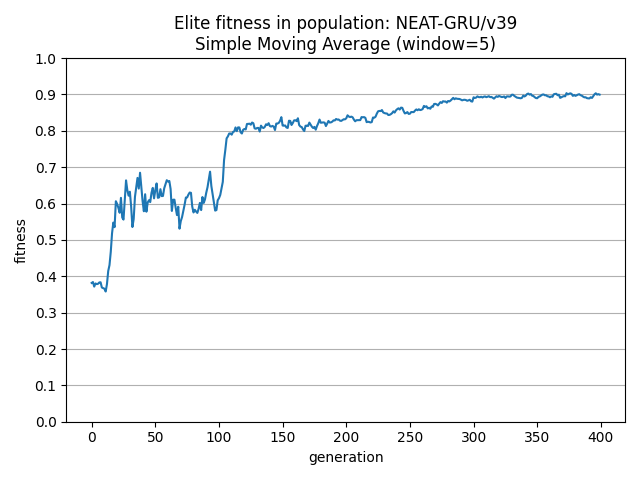 Elite fitness in population: NEAT-GRU/v39
Simple Moving Average (window=5)
1.0
0.9
0.8
0.7
0.6
0.5
0.4
0.3
0.2
0.1
0.0
fitness
0 50 100 150 200 250 300 350 400
generation